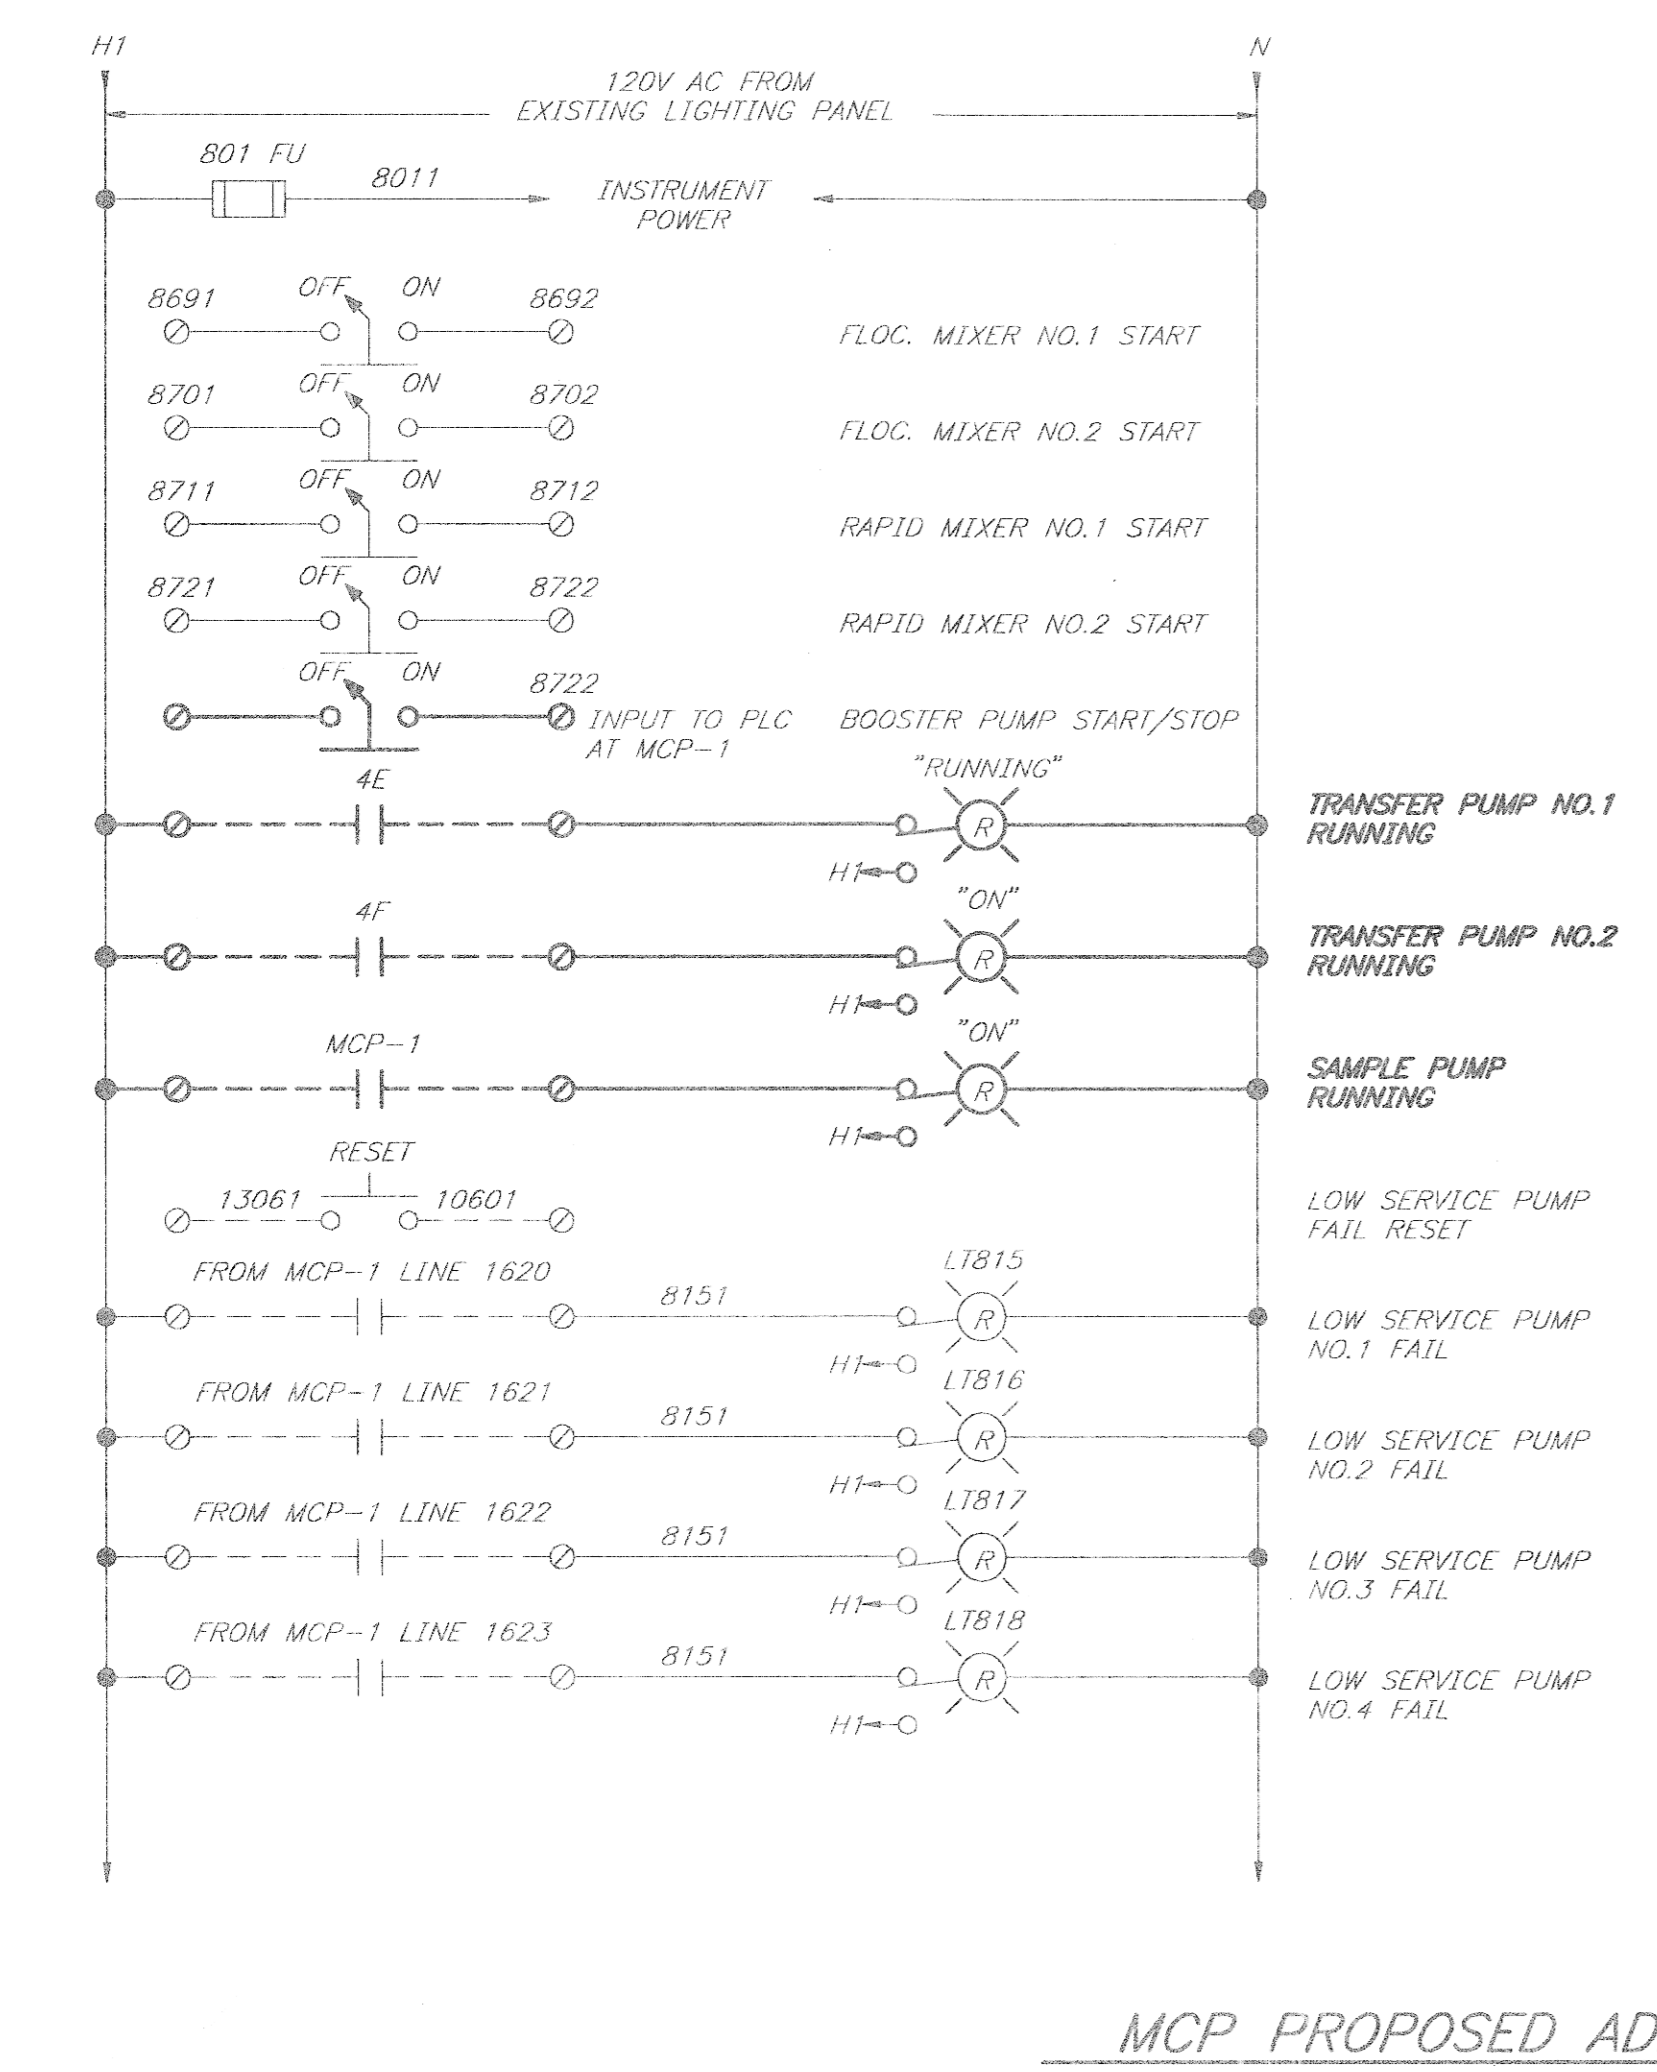 H1
N
120V AC FROM
EXISTING LIGHTING PANEL
801 FU
8011
INSTRUMENT
POWER
8691 OFF ON 8692
FLOC. MIXER NO.1 START
8701 OFF ON 8702
FLOC. MIXER NO.2 START
8711 OFF ON 8712
RAPID MIXER NO.1 START
8721 OFF ON 8722
RAPID MIXER NO.2 START
OFF ON 8722
INPUT TO PLC
AT MCP-1
BOOSTER PUMP START/STOP
4E
"RUNNING"
R
H1
TRANSFER PUMP NO.1
RUNNING
4F
"ON"
R
H1
TRANSFER PUMP NO.2
RUNNING
MCP-1
"ON"
R
H1
SAMPLE PUMP
RUNNING
RESET
13061 10601
LOW SERVICE PUMP
FAIL RESET
FROM MCP-1 LINE 1620
8151
LT815
R
H1
LOW SERVICE PUMP
NO.1 FAIL
FROM MCP-1 LINE 1621
8151
LT816
R
H1
LOW SERVICE PUMP
NO.2 FAIL
FROM MCP-1 LINE 1622
8151
LT817
R
H1
LOW SERVICE PUMP
NO.3 FAIL
FROM MCP-1 LINE 1623
8151
LT818
R
H1
LOW SERVICE PUMP
NO.4 FAIL
MCP PROPOSED AD